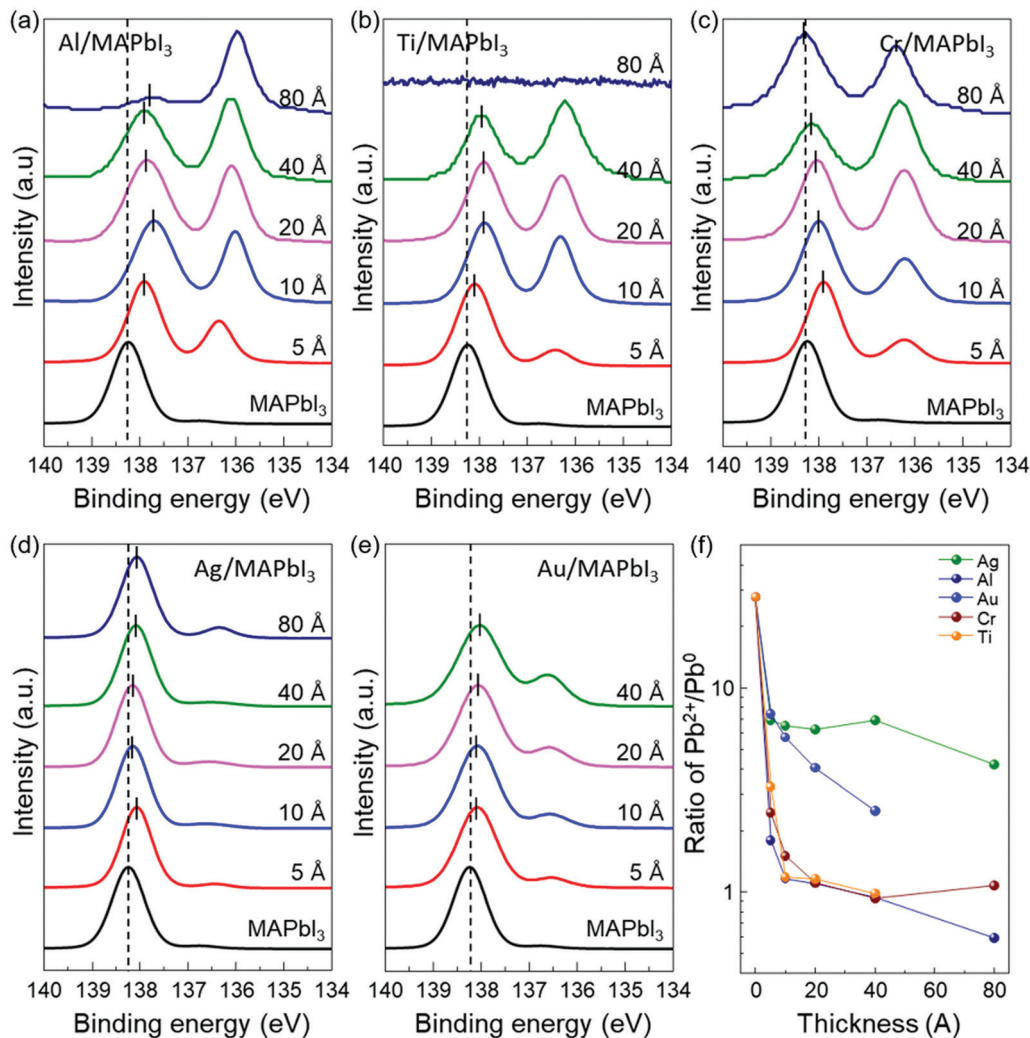 (a)
Al/MAPbI3
80 Å
40 Å
20 Å
10 Å
5 Å
MAPbI3
Intensity (a.u)
140 139 138 137 136 135 134
Binding energy (eV)
(b)
Ti/MAPbI3
80 Å
40 Å
20 Å
10 Å
5 Å
MAPbI3
Intensity (a.u.)
140 139 138 137 136 135 134
Binding energy (eV)
(c)
Cr/MAPbI3
80 Å
40 Å
20 Å
10 Å
5 Å
MAPbI3
Intensity (a.u.)
140 139 138 137 136 135 134
Binding energy (eV)
(d)
Ag/MAPbI3
80 Å
40 Å
20 Å
10 Å
5 Å
MAPbI3
Intensity (a.u.)
140 139 138 137 136 135 134
Binding energy (eV)
(e)
Au/MAPbI3
40 Å
20 Å
10 Å
5 Å
MAPbI3
Intensity (a.u.)
140 139 138 137 136 135 134
Binding energy (eV)
(f)
Ag
Al
Au
Cr
Ti
10
1
Ratio of Pb2+/Pb0
0 20 40 60 80
Thickness (A)